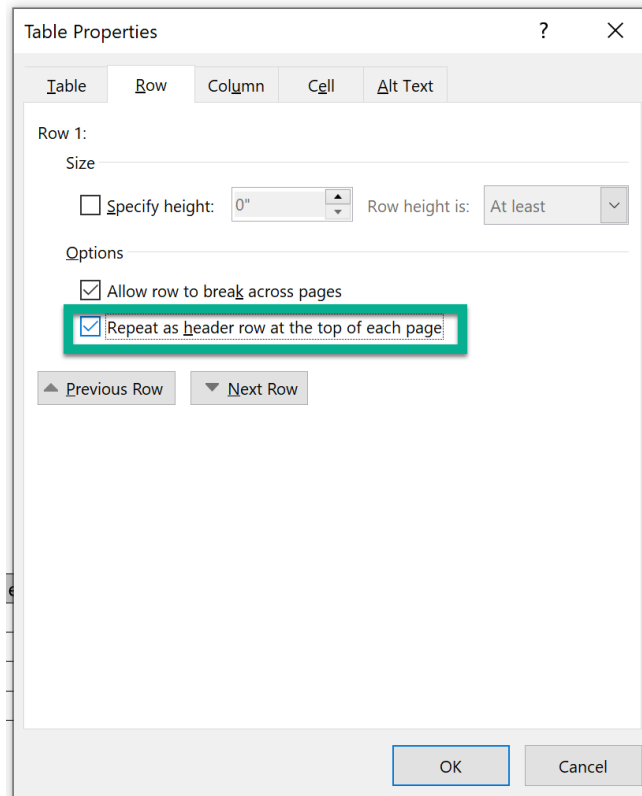 Table Properties ?
Table Row Column Cell Alt Text
Row 1:
Size
Specify height: 0" Row height is: At least
Options
Allow row to break across pages
Repeat as header row at the top of each page
Previous Row Next Row
OK Cancel